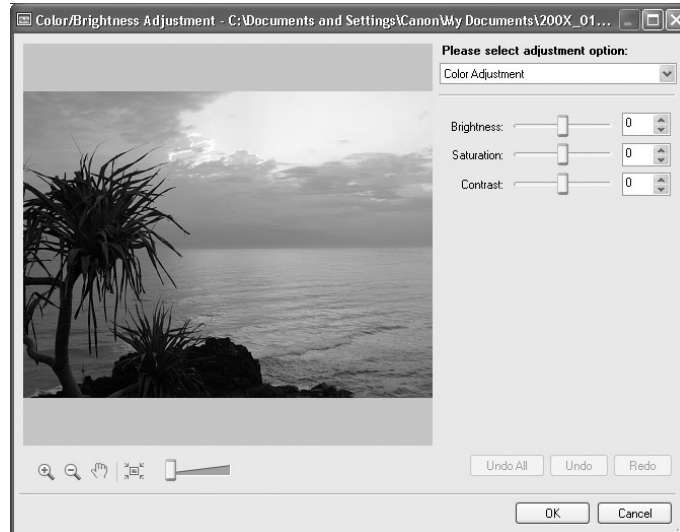 Color/Brightness Adjustment - C:\Documents and Settings\Canon\My Documents\200X_01...
Please select adjustment option:
Color Adjustment
Brightness: 0
Saturation: 0
Contrast: 0
Undo All Undo Redo
OK Cancel